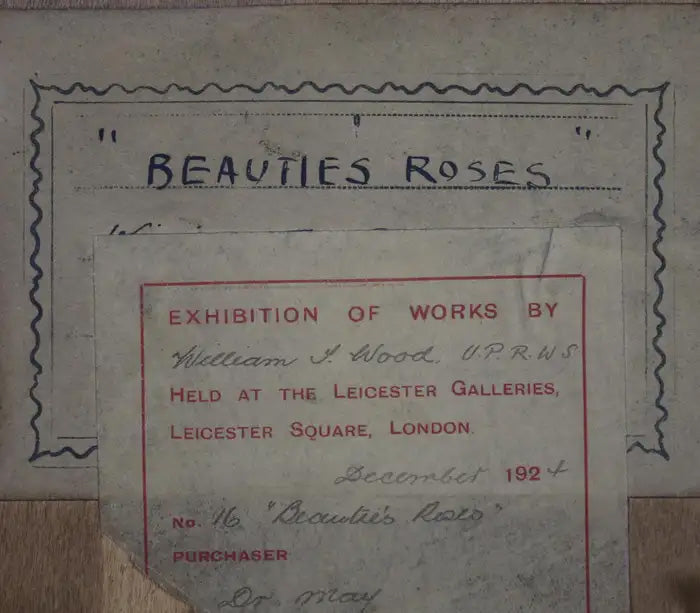 " "
BEAUTIES ROSES
EXHIBITION OF WORKS BY
William T. Wood. V.P.R.W.S
HELD AT THE LEICESTER GALLERIES,
LEICESTER SQUARE, LONDON.
December 1924
No. 16 "Beautie's Roses"
PURCHASER
Dr. May